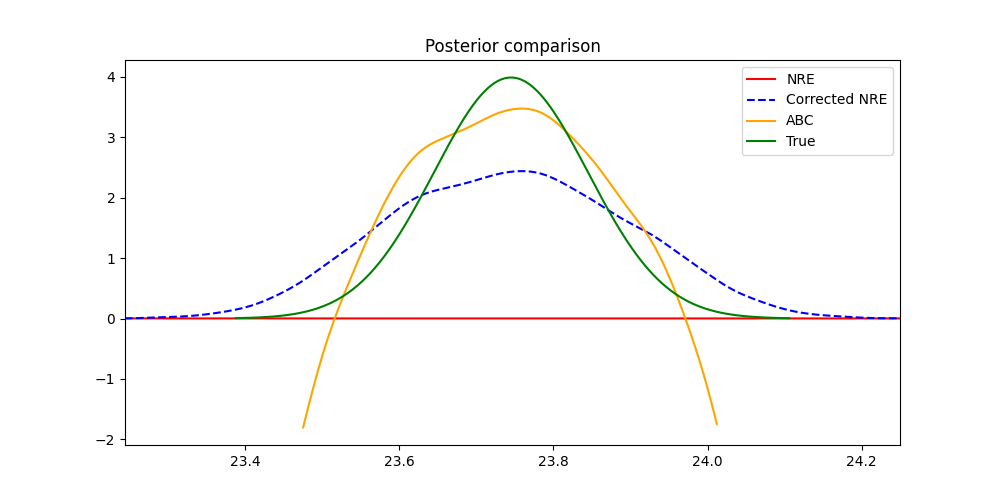 Posterior comparison
NRE
Corrected NRE
ABC
True
4
3
2
1
0
−1
−2
23.4 23.6 23.8 24.0 24.2